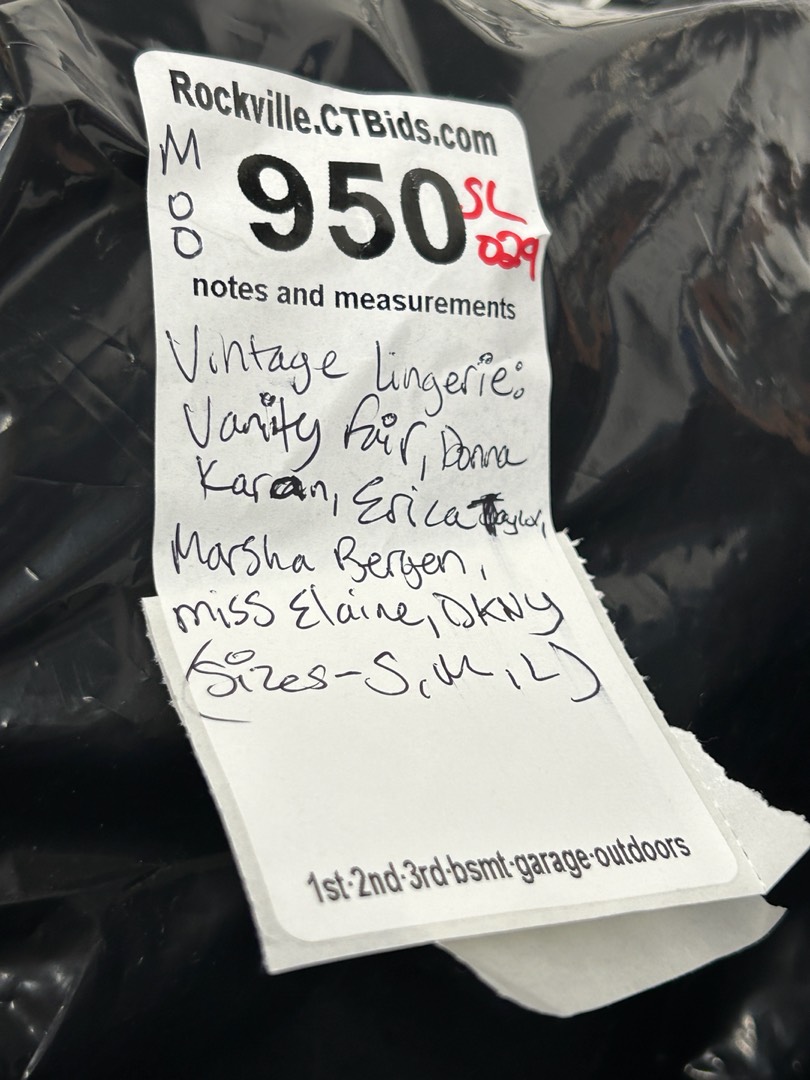 Rockville.CTBids.com
MOO
950
SL
029
notes and measurements
Vintage lingerie:
Vanity Fair, Donna
Karan, Erica Taylor,
Marsha Bergen,
miss Elaine, DKNY
(Sizes-S, M, L)
1st·2nd·3rd·bsmt·garage·outdoors